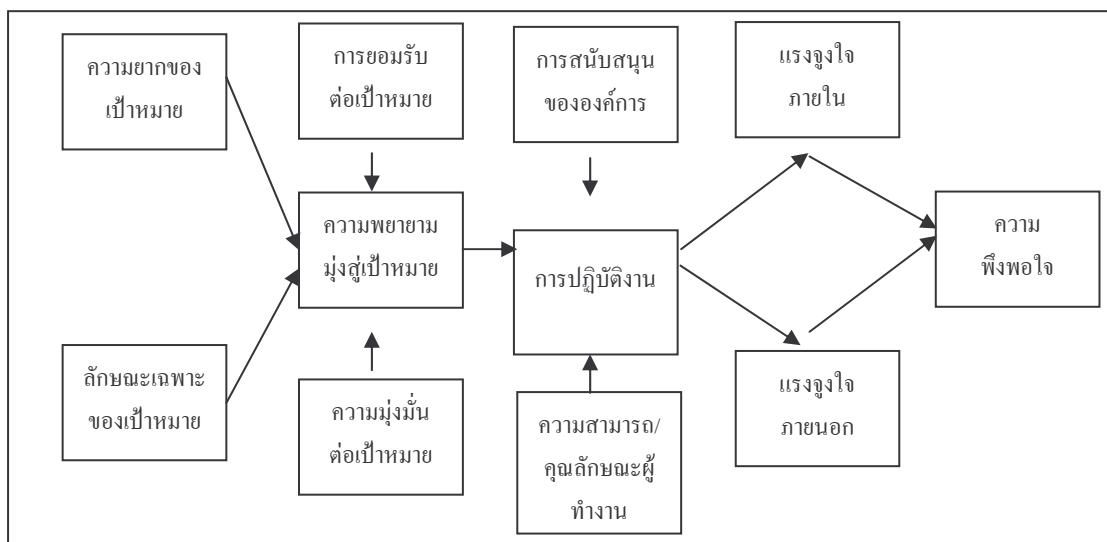 ความยากของ
เป้าหมาย
การยอมรับ
ต่อเป้าหมาย
การสนับสนุน
ขององค์การ
แรงจูงใจ
ภายใน
ความพยายาม
มุ่งสู่เป้าหมาย
การปฏิบัติงาน
ความ
พึงพอใจ
ลักษณะเฉพาะ
ของเป้าหมาย
ความมุ่งมั่น
ต่อเป้าหมาย
ความสามารถ/
คุณลักษณะผู้
ทำงาน
แรงจูงใจ
ภายนอก